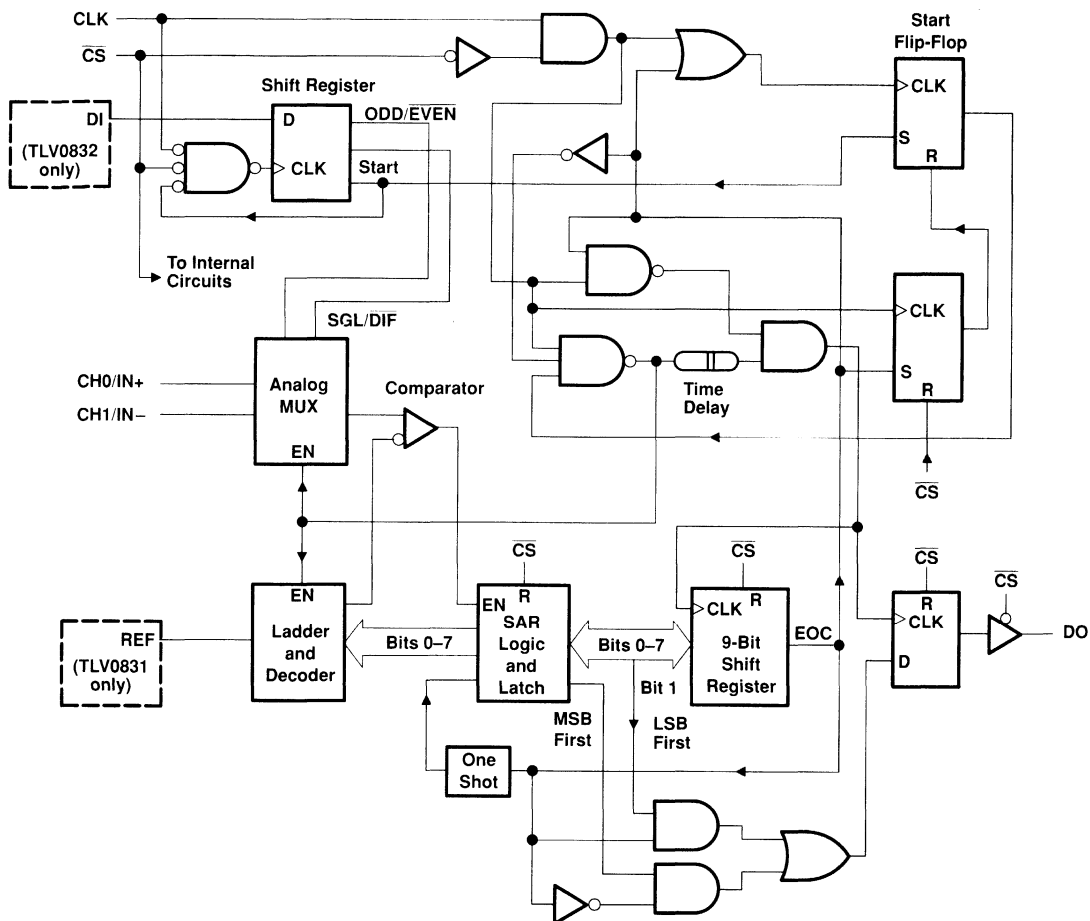 CLK
CS
Start
Flip-Flop
Shift Register
ODD/EVEN
DI
(TLV0832
only)
D
CLK
Start
CLK
S
R
To Internal
Circuits
SGL/DIF
CLK
S
R
CS
CH0/IN+
CH1/IN–
Analog
MUX
EN
Comparator
Time
Delay
REF
(TLV0831
only)
EN
Ladder
and
Decoder
Bits 0–7
CS
R
EN
SAR
Logic
and
Latch
Bits 0–7
CS
R
CLK
9-Bit
Shift
Register
EOC
CS
R
CLK
D
CS
DO
Bit 1
MSB
First
LSB
First
One
Shot